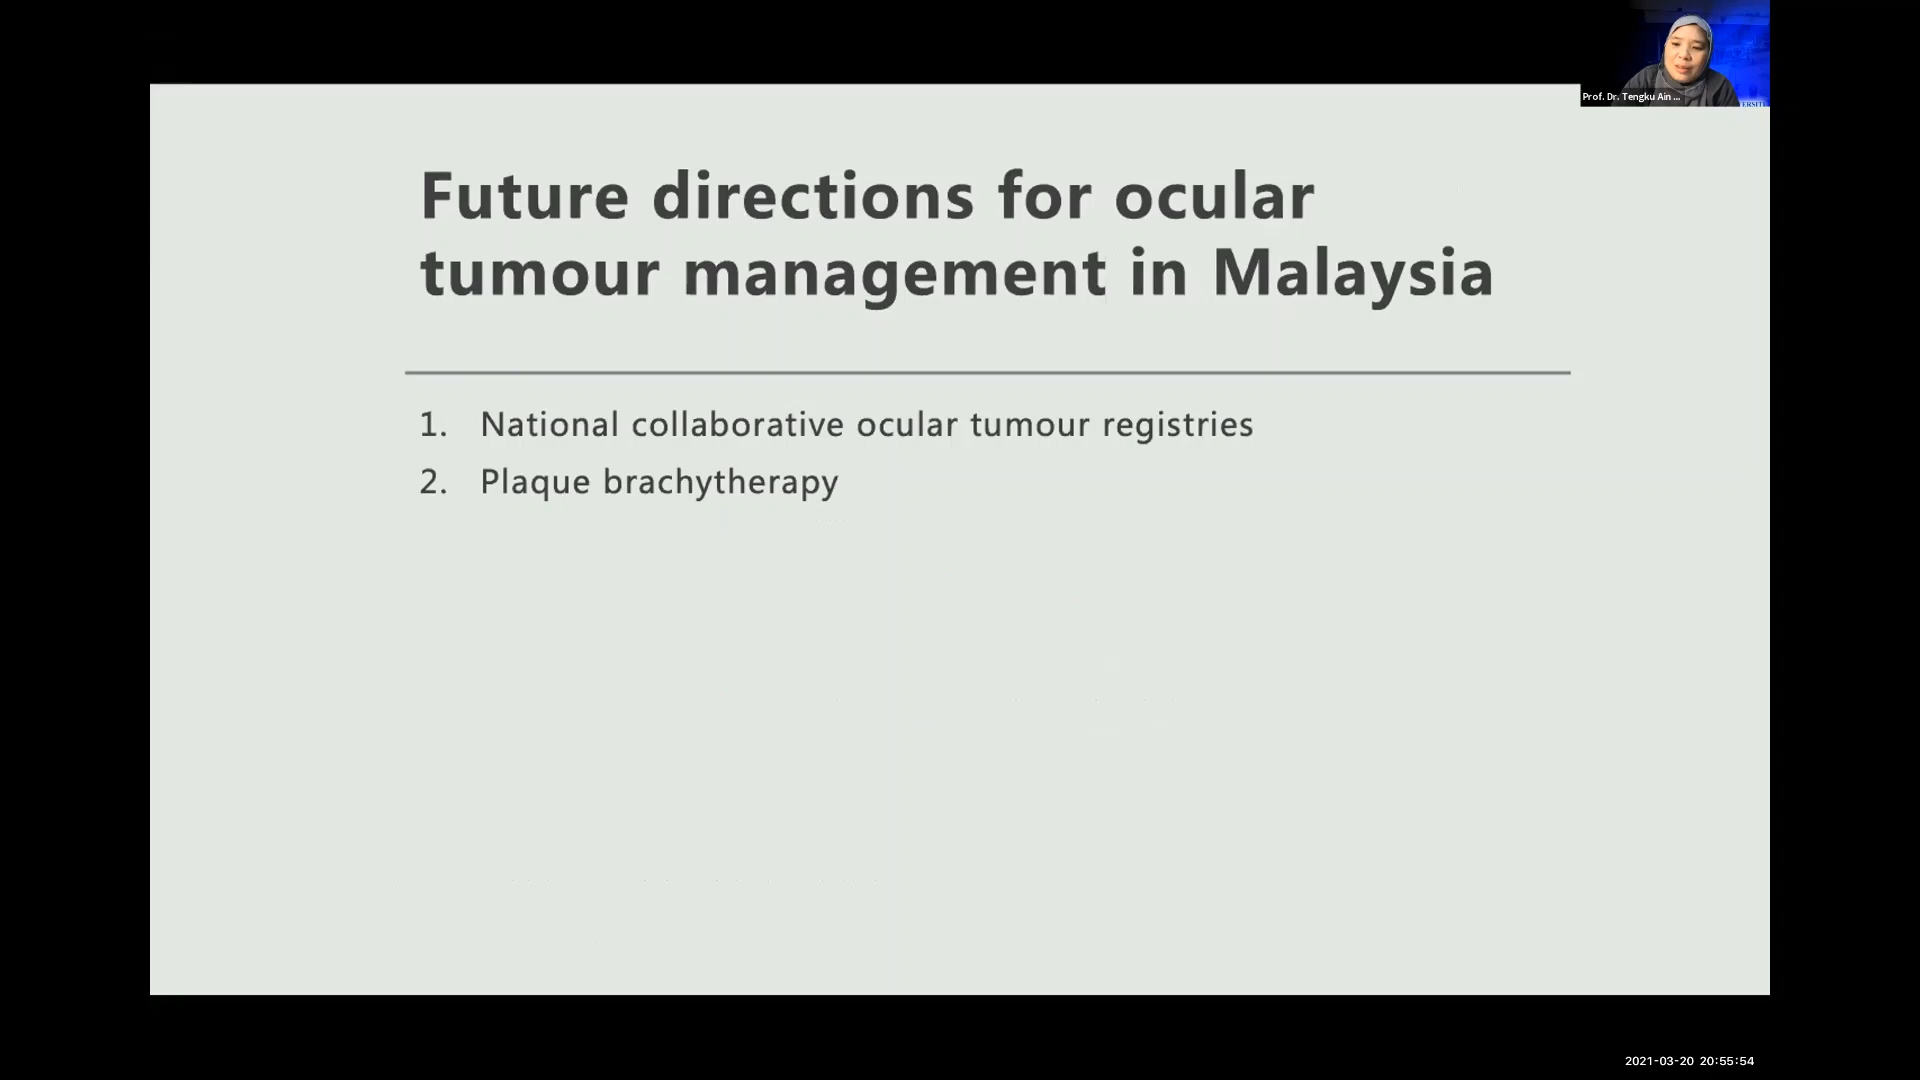 Prof. Dr. Tengku Ain ...
Future directions for ocular
tumour management in Malaysia
1. National collaborative ocular tumour registries
2. Plaque brachytherapy
2021-03-20 20:55:54